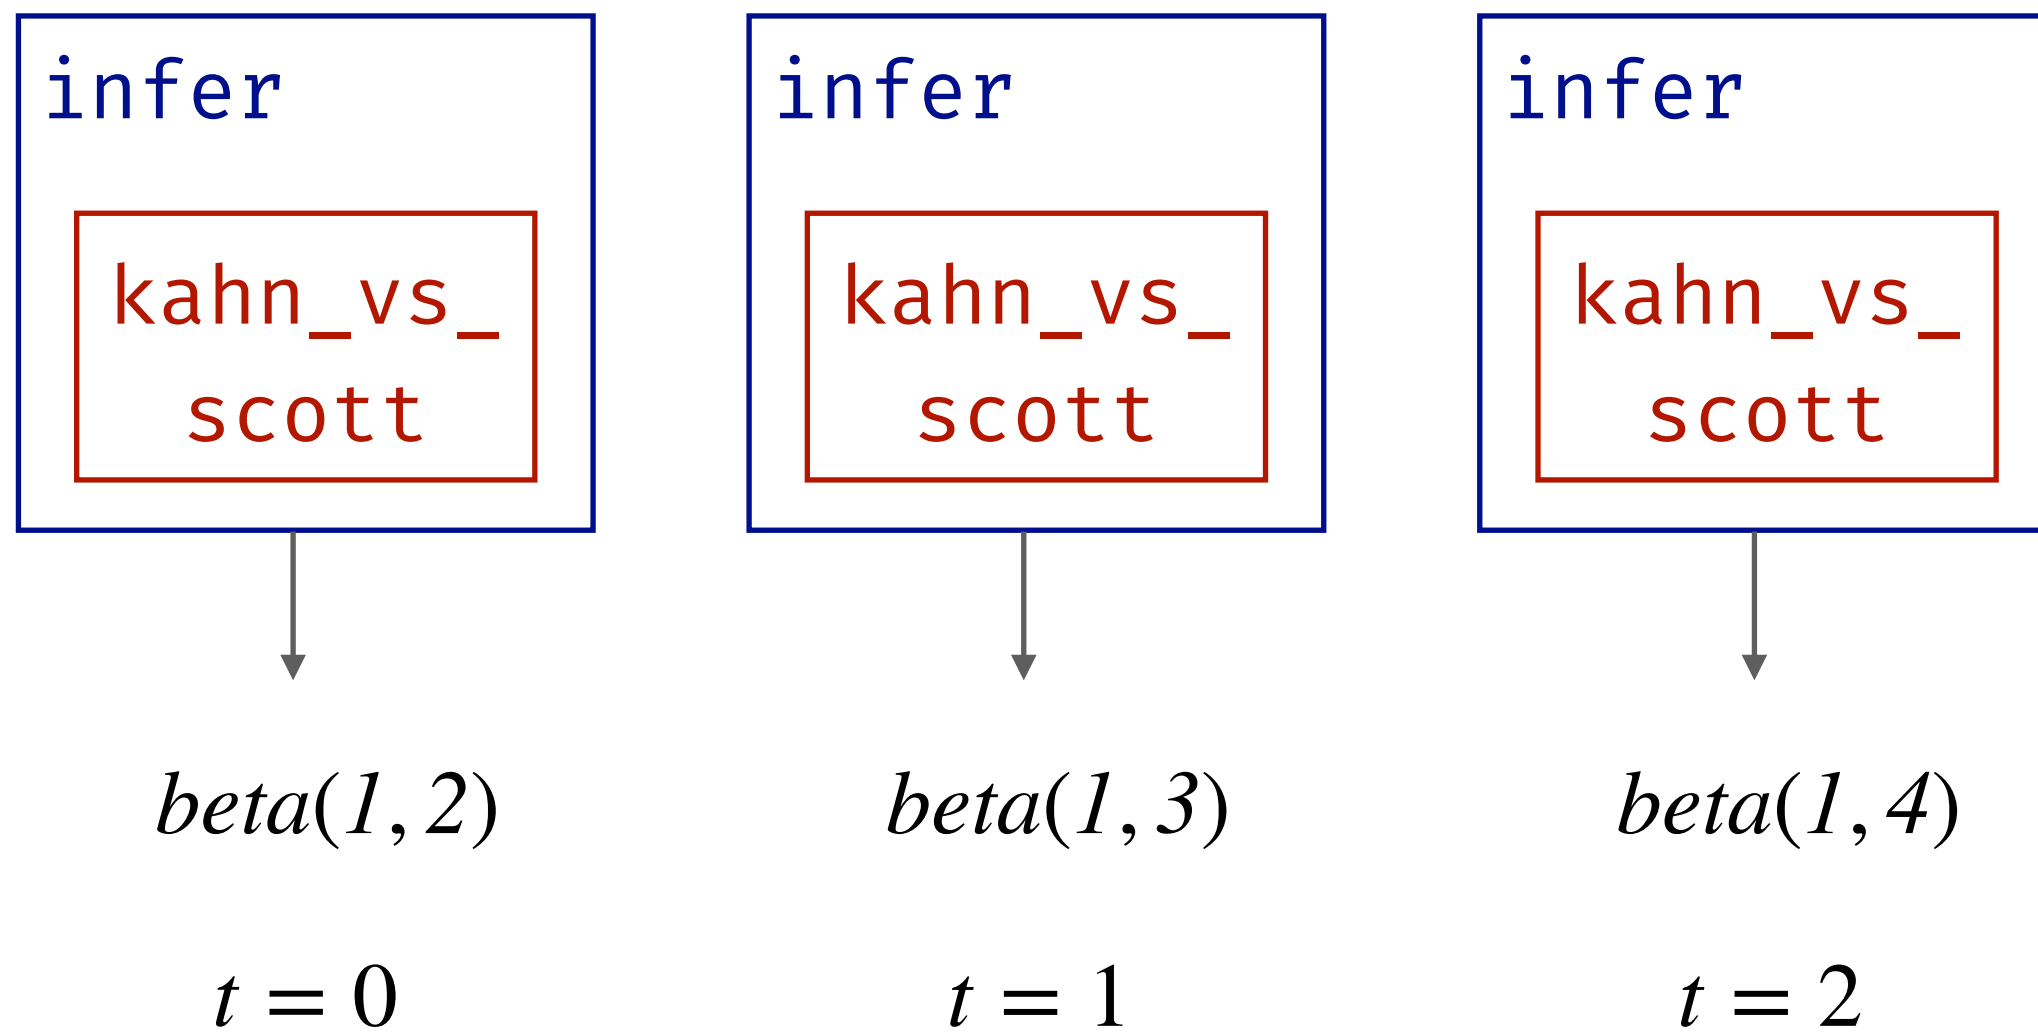 infer
kahn_vs_
scott
beta(1, 2)
t = 0
infer
kahn_vs_
scott
beta(1, 3)
t = 1
infer
kahn_vs_
scott
beta(1, 4)
t = 2